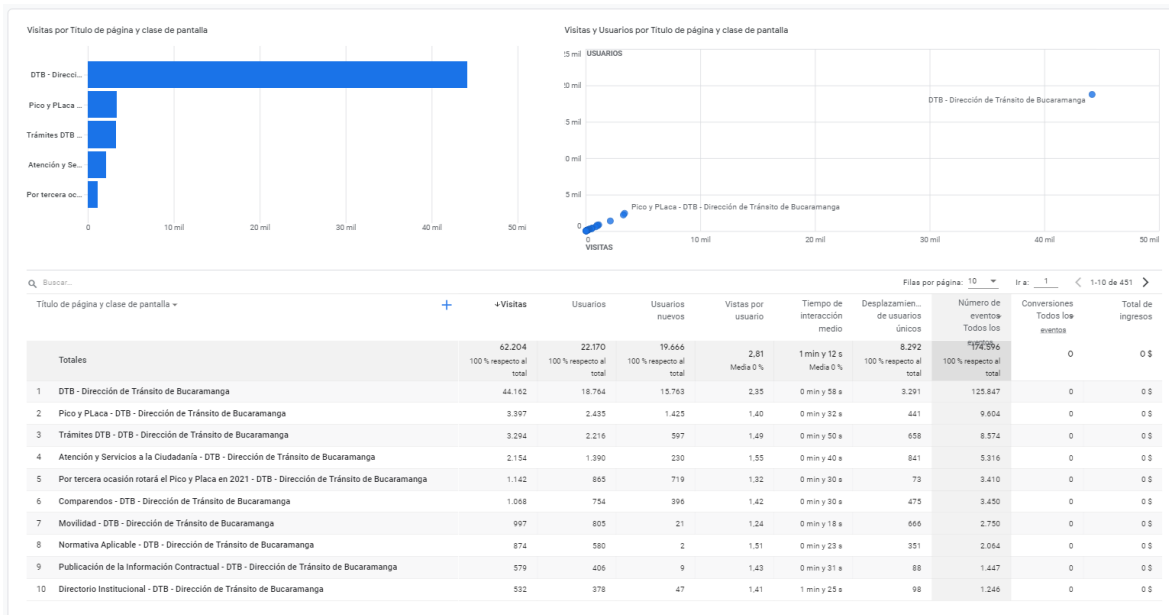 Visitas por Título de página y clase de pantalla
DTB - Direcci...
Pico y PLaca ...
Trámites DTB ...
Atención y Se...
Por tercera oc...
0 10 mil 20 mil 30 mil 40 mil 50 mi
Visitas y Usuarios por Título de página y clase de pantalla
25 mil USUARIOS
20 mil
DTB - Dirección de Tránsito de Bucaramanga
5 mil
0 mil
5 mil
Pico y PLaca - DTB - Dirección de Tránsito de Bucaramanga
0
0 10 mil 20 mil 30 mil 40 mil 50 mil
VISITAS
Buscar... Filas por página: 10 Ir a: 1 1-10 de 451
Título de página y clase de pantalla + Visitas Usuarios Usuarios nuevos Vistas por usuario Tiempo de interacción medio Desplazamien... de usuarios únicos Número de eventos Todos los eventos Conversiones Todos los eventos Total de ingresos
Totales 62.204 22.170 19.666 2,81 1 min y 12 s 8.292 174.596 0 0 $
100 % respecto al total 100 % respecto al total 100 % respecto al total Media 0 % Media 0 % 100 % respecto al total 100 % respecto al total
1 DTB - Dirección de Tránsito de Bucaramanga 44.162 18.764 15.763 2,35 0 min y 58 s 3.291 125.847 0 0 $
2 Pico y PLaca - DTB - Dirección de Tránsito de Bucaramanga 3.397 2.435 1.425 1,40 0 min y 32 s 441 9.604 0 0 $
3 Trámites DTB - DTB - Dirección de Tránsito de Bucaramanga 3.294 2.216 597 1,49 0 min y 50 s 658 8.574 0 0 $
4 Atención y Servicios a la Ciudadanía - DTB - Dirección de Tránsito de Bucaramanga 2.154 1.390 230 1,55 0 min y 40 s 841 5.316 0 0 $
5 Por tercera ocasión rotará el Pico y Placa en 2021 - DTB - Dirección de Tránsito de Bucaramanga 1.142 865 719 1,32 0 min y 30 s 73 3.410 0 0 $
6 Comparendos - DTB - Dirección de Tránsito de Bucaramanga 1.068 754 396 1,42 0 min y 30 s 475 3.450 0 0 $
7 Movilidad - DTB - Dirección de Tránsito de Bucaramanga 997 805 21 1,24 0 min y 18 s 666 2.750 0 0 $
8 Normativa Aplicable - DTB - Dirección de Tránsito de Bucaramanga 874 580 2 1,51 0 min y 23 s 351 2.064 0 0 $
9 Publicación de la Información Contractual - DTB - Dirección de Tránsito de Bucaramanga 579 406 9 1,43 0 min y 31 s 88 1.447 0 0 $
10 Directorio Institucional - DTB - Dirección de Tránsito de Bucaramanga 532 378 47 1,41 1 min y 25 s 98 1.246 0 0 $